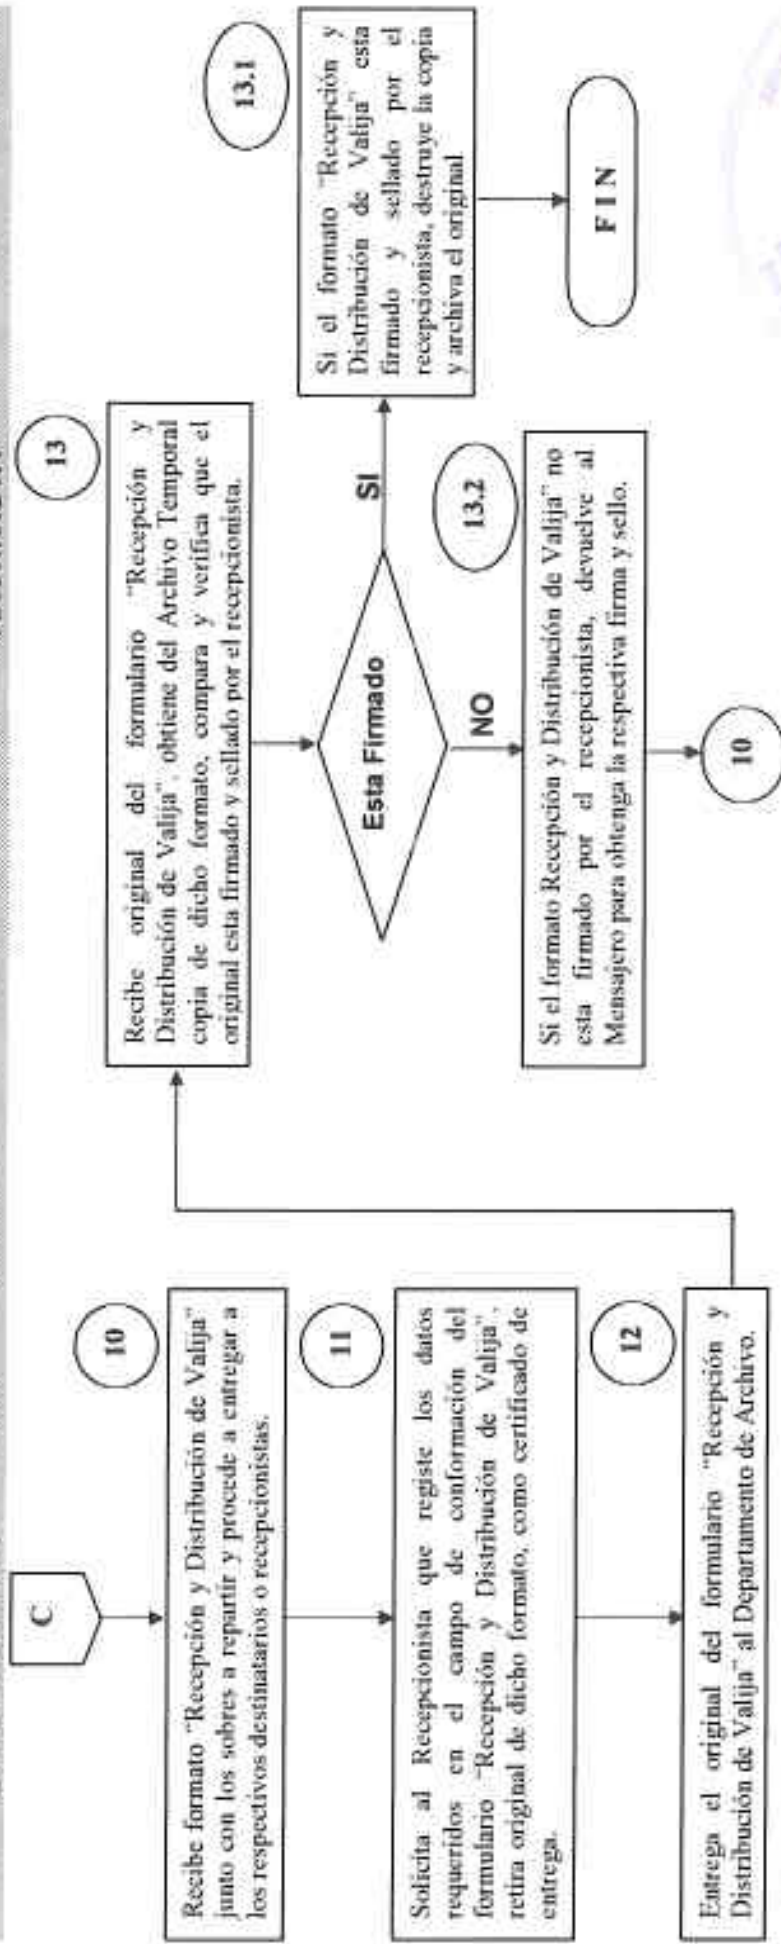 C
10
Recibe formato "Recepción y Distribución de Valija"
junto con los sobres a repartir y procede a entregar a
los respectivos destinatarios o recepcionistas.
11
Solicita al Recepcionista que registe los datos
requeridos en el campo de conformación del
formulario "Recepción y Distribución de Valija",
retira original de dicho formato, como certificado de
entrega.
12
Entrega el original del formulario "Recepción y
Distribución de Valija" al Departamento de Archivo.
13
Recibe original del formulario "Recepción y
Distribución de Valija", obtiene del Archivo Temporal
copia de dicho formato, compara y verifica que el
original esta firmado y sellado por el recepcionista.
Esta Firmado
SI
NO
13.1
Si el formato "Recepción y
Distribución de Valija" esta
firmado y sellado por el
recepcionista, destruye la copia
y archiva el original.
FIN
13.2
Si el formato Recepción y Distribución de Valija" no
esta firmado por el recepcionista, devuelve al
Mensajero para obtenga la respectiva firma y sello.
10